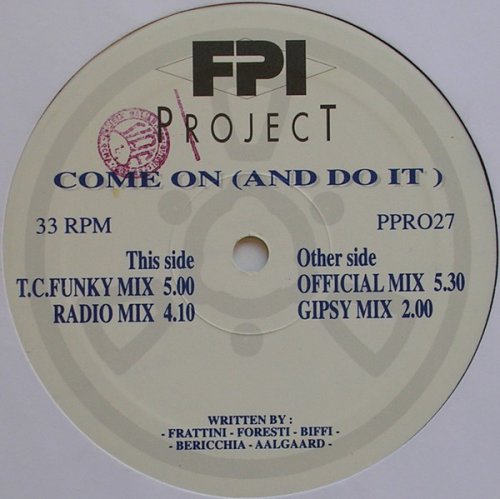 FPI
PROJECT
COME ON (AND DO IT )
33 RPM
PPRO27
This side
T.C.FUNKY MIX 5.00
RADIO MIX 4.10
Other side
OFFICIAL MIX 5.30
GIPSY MIX 2.00
WRITTEN BY :
- FRATTINI - FORESTI - BIFFI -
- BERICCHIA - AALGAARD -